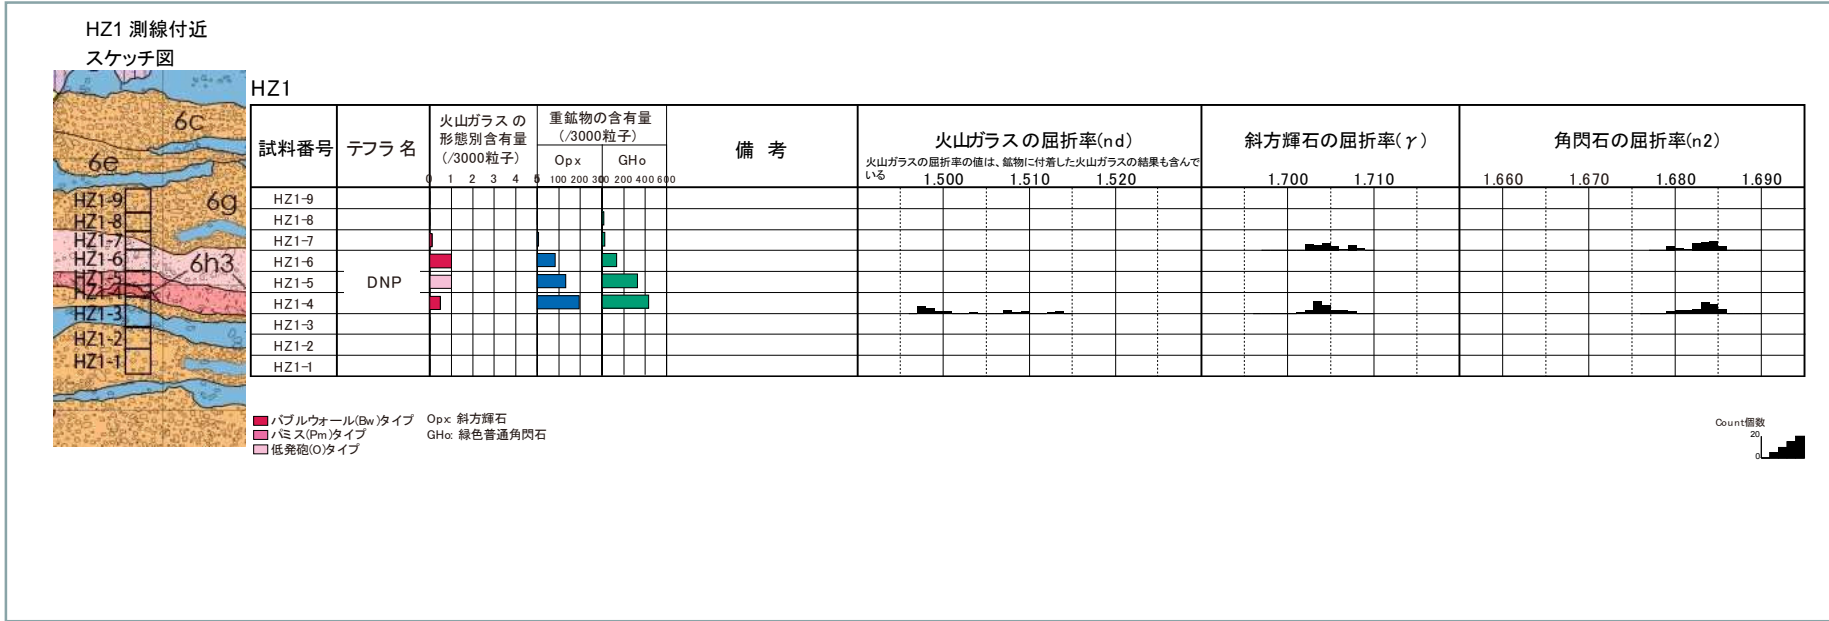 HZ1 測線付近
スケッチ図
HZ1
6c
6e
6g
6h3
HZ1-9
HZ1-8
HZ1-7
HZ1-6
HZ1-5
HZ1-4
HZ1-3
HZ1-2
HZ1-1
試料番号
テフラ名
火山ガラスの
形態別含有量
(/3000粒子)
0 1 2 3 4 5
重鉱物の含有量
(/3000粒子)
Opx
GHo
0 100 200 300
0 200 400 600
備考
火山ガラスの屈折率(nd)
火山ガラスの屈折率の値は、鉱物に付着した火山ガラスの結果も含んで
いる
1.500 1.510 1.520
斜方輝石の屈折率(γ)
1.700 1.710
角閃石の屈折率(n2)
1.660 1.670 1.680 1.690
HZ1-9
HZ1-8
HZ1-7
HZ1-6
HZ1-5
DNP
HZ1-4
HZ1-3
HZ1-2
HZ1-1
バブルウォール(Bw)タイプ
パミス(Pm)タイプ
低発砲(O)タイプ
Opx: 斜方輝石
GHo: 緑色普通角閃石
Count個数
20
0